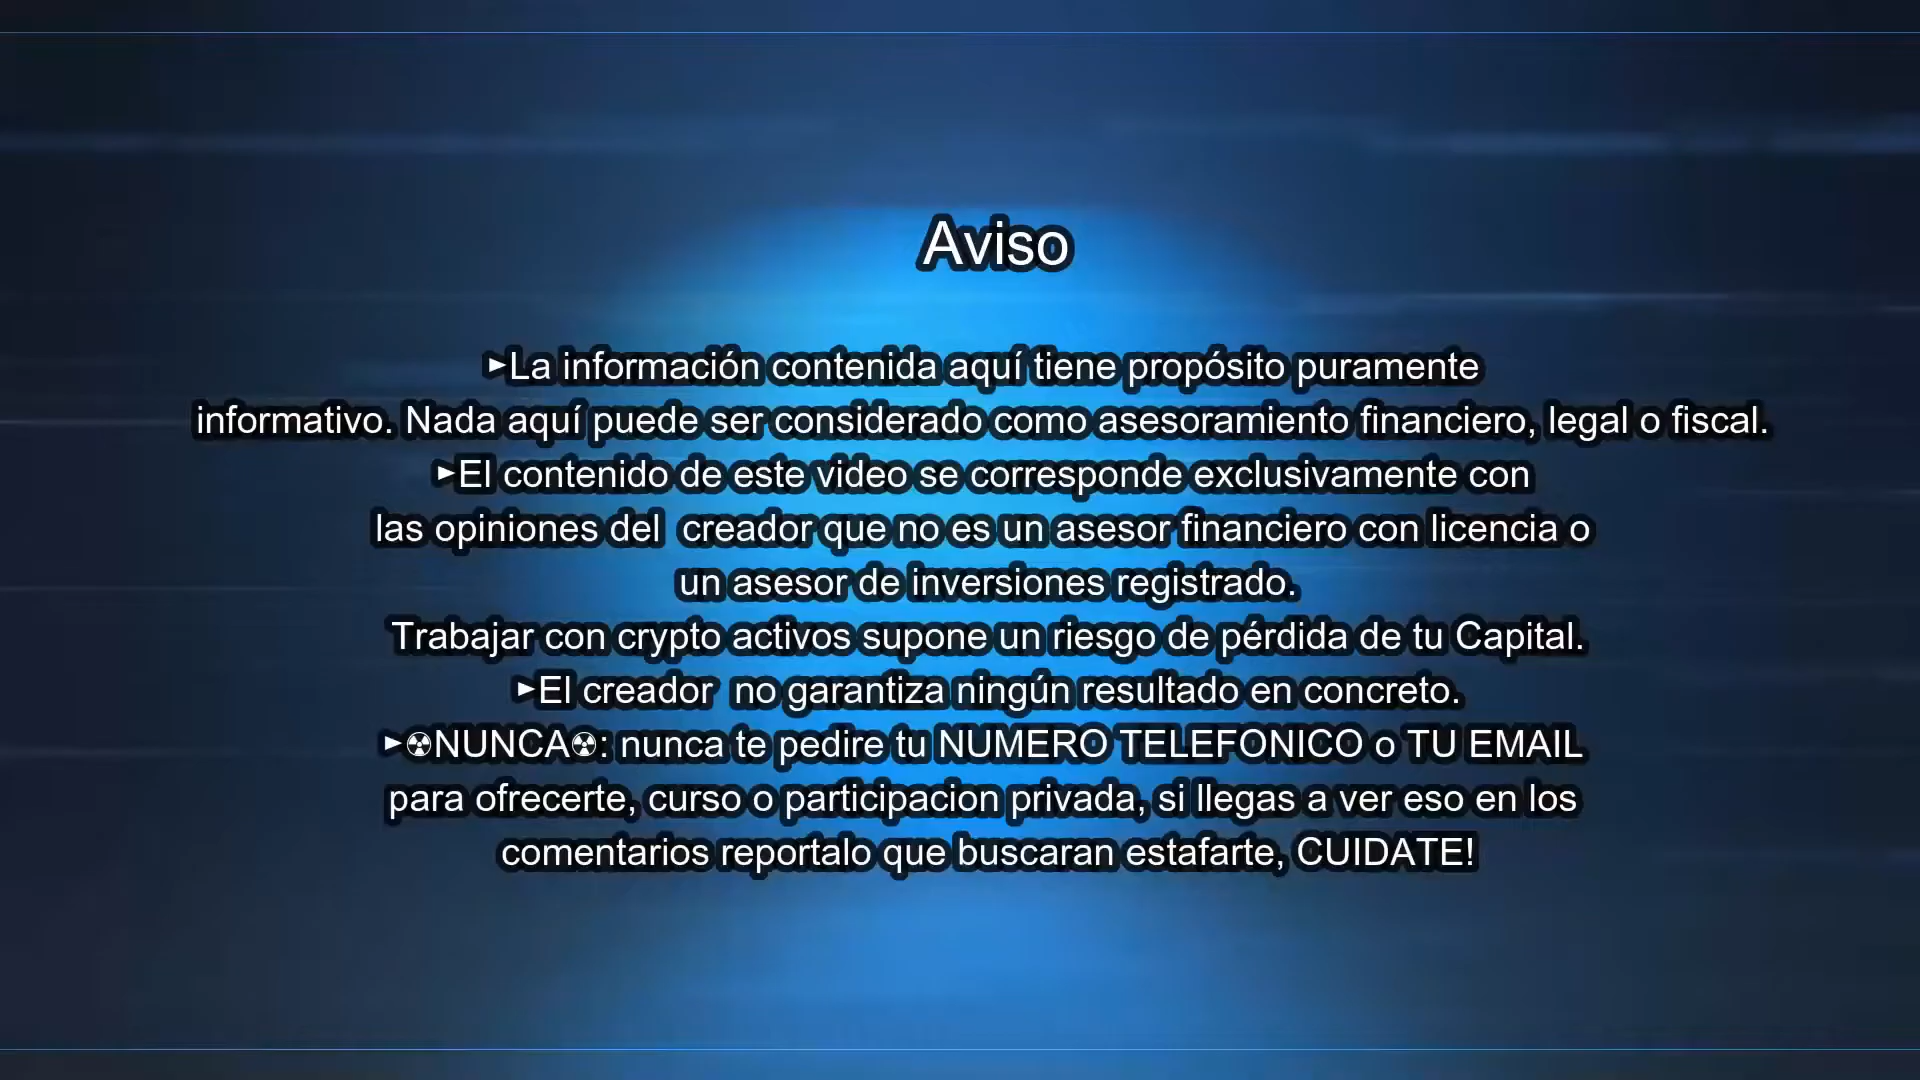 Aviso
►La información contenida aquí tiene propósito puramente
informativo. Nada aquí puede ser considerado como asesoramiento financiero, legal o fiscal.
►El contenido de este video se corresponde exclusivamente con
las opiniones del  creador que no es un asesor financiero con licencia o
un asesor de inversiones registrado.
Trabajar con crypto activos supone un riesgo de pérdida de tu Capital.
►El creador  no garantiza ningún resultado en concreto.
►☢NUNCA☢: nunca te pedire tu NUMERO TELEFONICO o TU EMAIL
para ofrecerte, curso o participacion privada, si llegas a ver eso en los
comentarios reportalo que buscaran estafarte, CUIDATE!